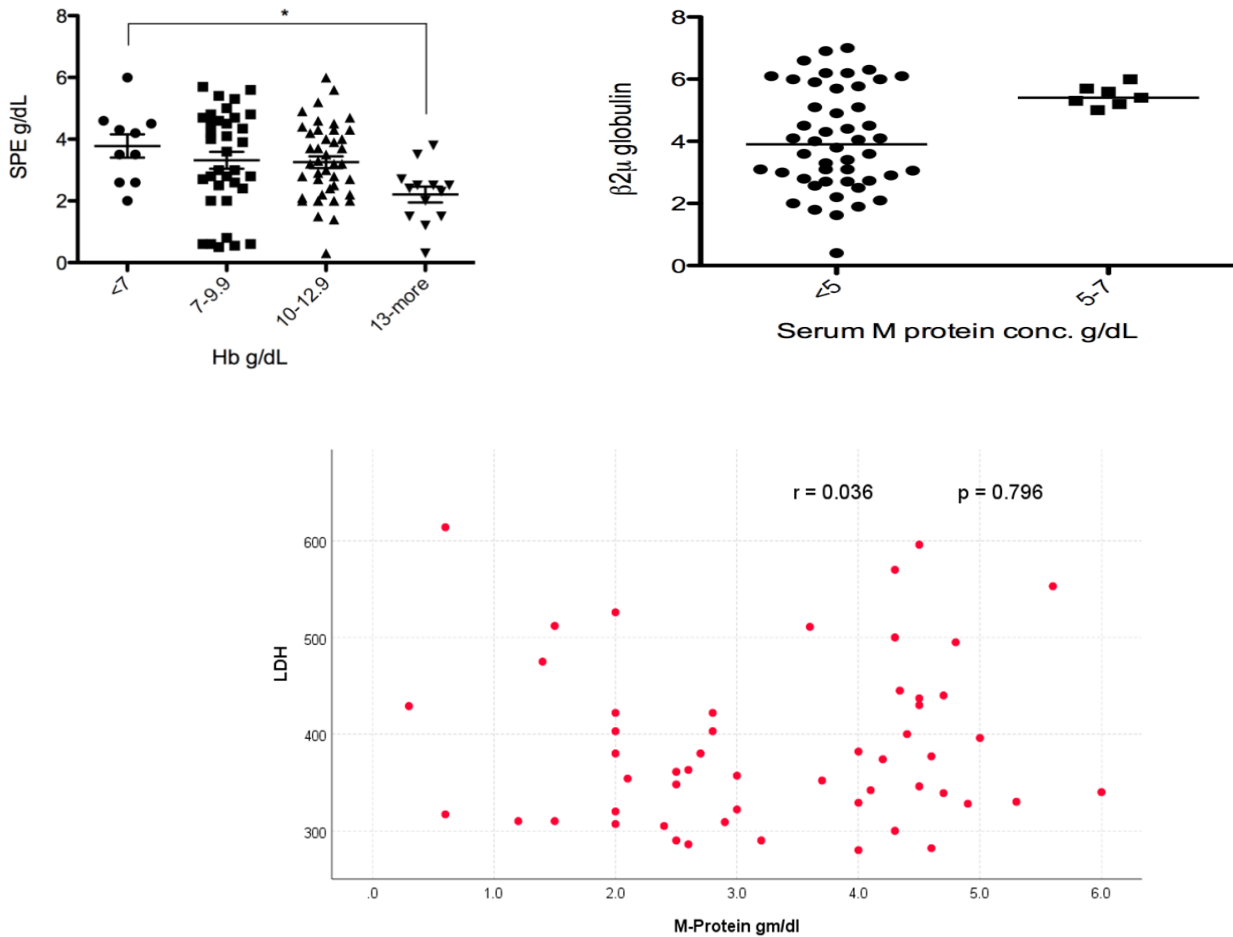 *
8
6
4
2
0
SPE g/dL
<7
7-9.9
10-12.9
13-more
Hb g/dL
8
6
4
2
0
β2μ globulin
<5
5-7
Serum M protein conc. g/dL
r = 0.036 p = 0.796
600
500
400
300
LDH
.0 1.0 2.0 3.0 4.0 5.0 6.0
M-Protein gm/dl